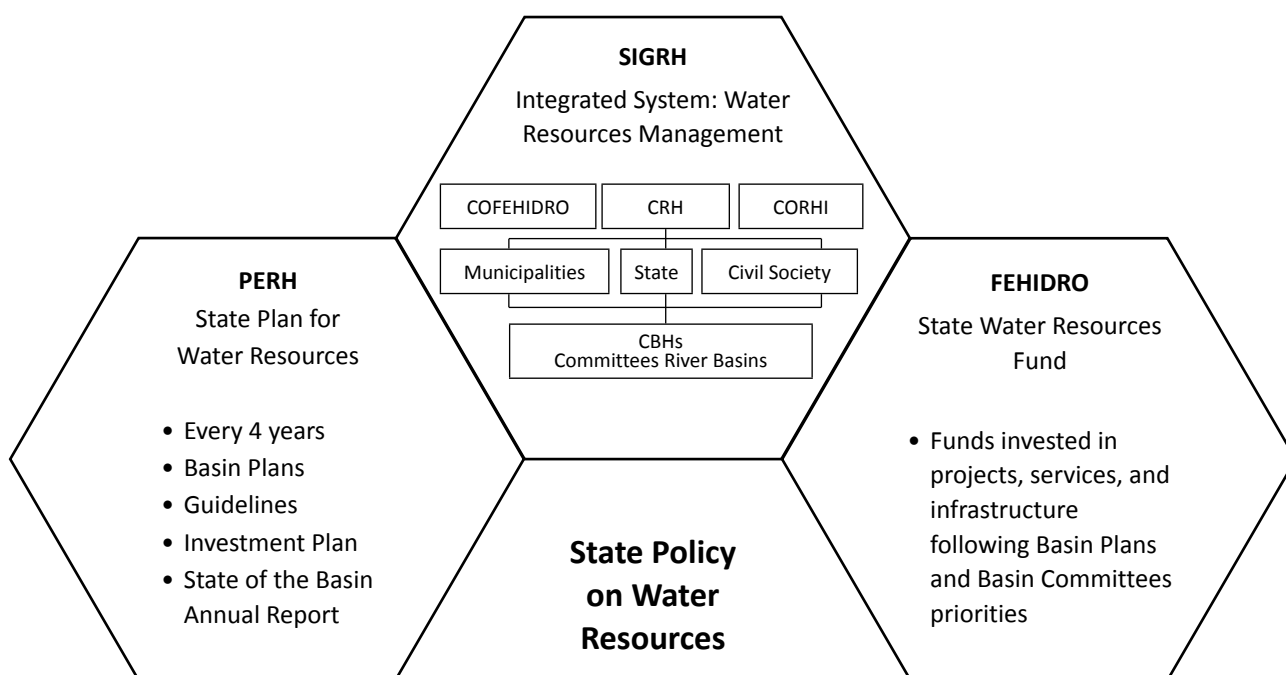 SIGRH
Integrated System: Water
Resources Management
COFEHIDRO
CRH
CORHI
Municipalities
State
Civil Society
CBHs
Committees River Basins
PERH
State Plan for
Water Resources
• Every 4 years
• Basin Plans
• Guidelines
• Investment Plan
• State of the Basin
Annual Report
State Policy
on Water
Resources
FEHIDRO
State Water Resources
Fund
• Funds invested in
projects, services, and
infrastructure
following Basin Plans
and Basin Committees
priorities